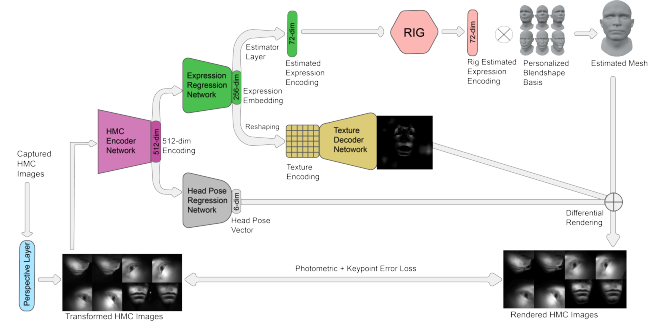 72-dim
Estimator
Layer
Estimated
Expression
Encoding
RIG
72-dim
Rig Estimated
Expression
Encoding
Personalized
Blendshape
Basis
Estimated Mesh
Expression
Regression
Network
256-dim
Expression
Embedding
HMC
Encoder
Network
512-dim
512-dim
Encoding
Reshaping
Texture
Encoding
Texture
Decoder
Network
Captured
HMC
Images
Head Pose
Regression
Network
6-dim
Head Pose
Vector
Differential
Rendering
Perspective Layer
Transformed HMC Images
Photometric + Keypoint Error Loss
Rendered HMC Images